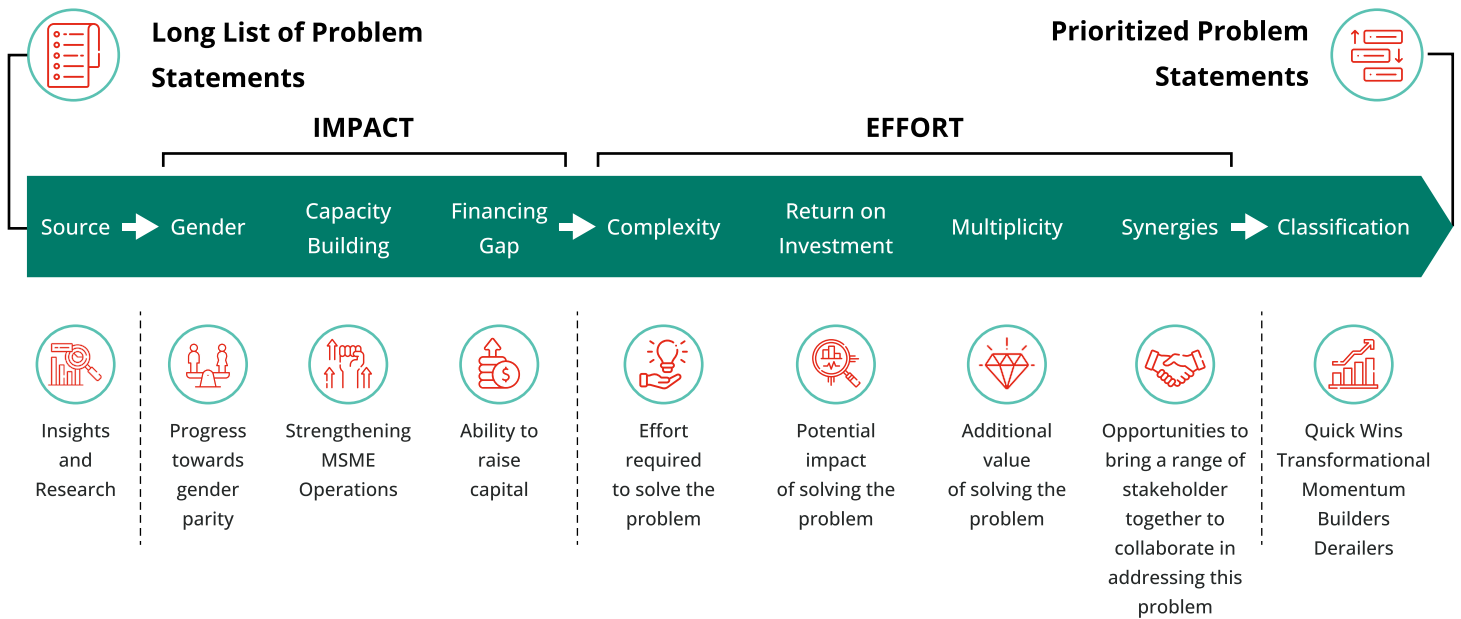 Long List of Problem
Statements
Prioritized Problem
Statements
IMPACT
EFFORT
Source
Gender
Capacity
Building
Financing
Gap
Complexity
Return on
Investment
Multiplicity
Synergies
Classification
Insights
and
Research
Progress
towards
gender
parity
Strengthening
MSME
Operations
Ability to
raise
capital
Effort
required
to solve the
problem
Potential
impact
of solving the
problem
Additional
value
of solving the
problem
Opportunities to
bring a range of
stakeholder
together to
collaborate in
addressing this
problem
Quick Wins
Transformational
Momentum
Builders
Derailers